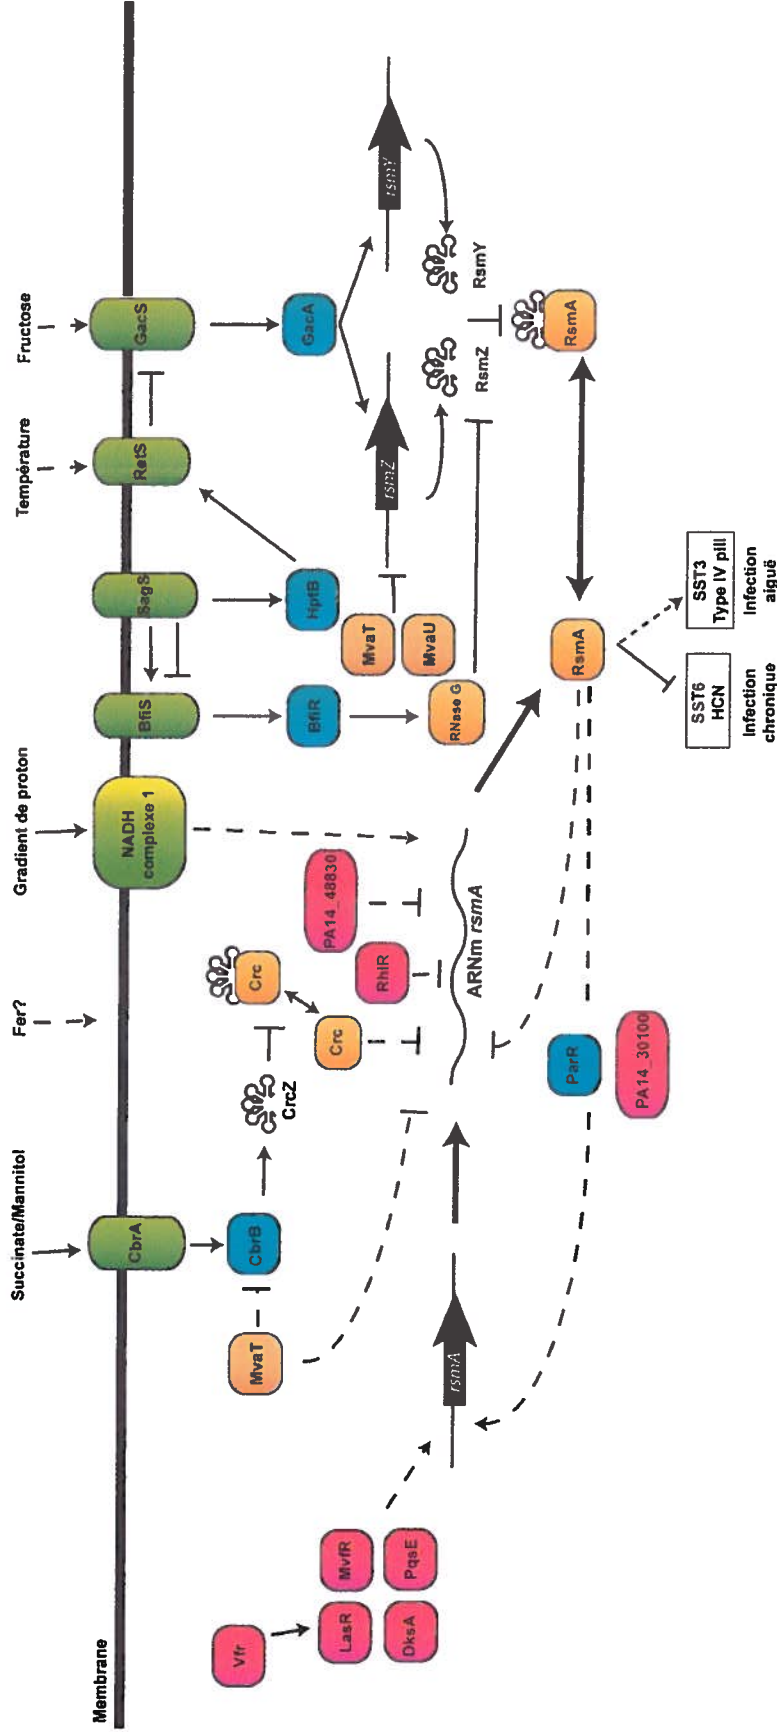 Membrane
Succinate/Mannitol
Fer?
Gradient de proton
Température
Fructose
CbrA
NADH
complexe 1
BfiS
SagS
RetS
GacS
Vfr
MvaT
CbrB
CrcZ
Crc
BfiR
HptB
GacA
LasR
MvfR
DksA
PqsE
Crc
RhlR
PA14_48830
MvaT
MvaU
RNase G
rsmZ
rsmY
RsmZ
RsmY
rsmA
ARNm rsmA
RsmA
RsmA
ParR
PA14_30100
SST6
HCN
Infection
chronique
SST3
Type IV pili
Infection
aiguë